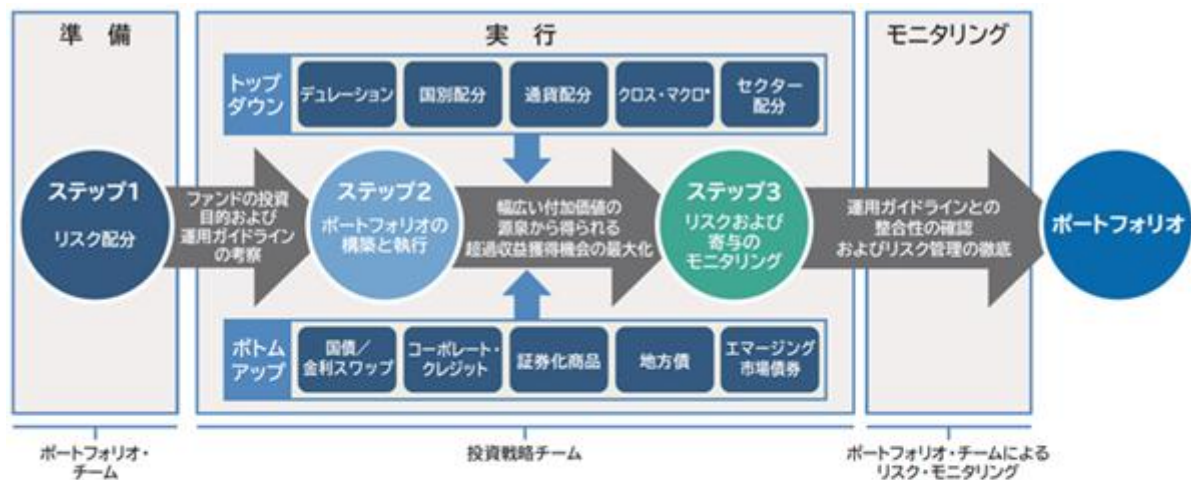 準 備
実 行
モニタリング
トップ
ダウン
デュレーション
国別配分
通貨配分
クロス・マクロ*
セクター
配分
ステップ1
リスク配分
ファンドの投資
目的および
運用ガイドライン
の考察
ステップ2
ポートフォリオの
構築と執行
幅広い付加価値の
源泉から得られる
超過収益獲得機会の最大化
ステップ3
リスクおよび
寄与の
モニタリング
運用ガイドラインとの
整合性の確認
およびリスク管理の徹底
ポートフォリオ
ボトム
アップ
国債/
金利スワップ
コーポレート・
クレジット
証券化商品
地方債
エマージング
市場債券
ポートフォリオ・
チーム
投資戦略チーム
ポートフォリオ・チームによる
リスク・モニタリング